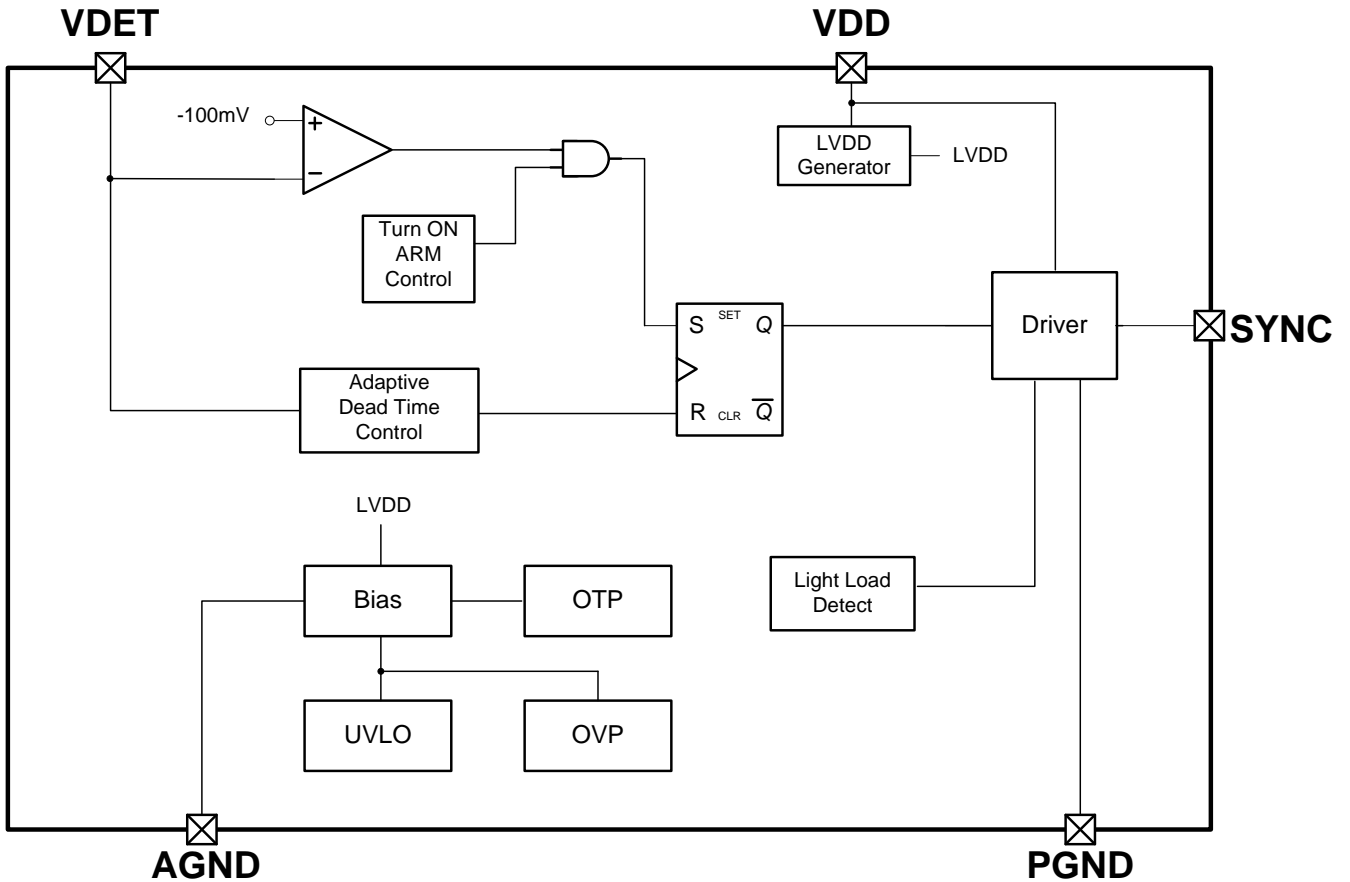 VDET
VDD
-100mV
+
−
LVDD
Generator
LVDD
Turn ON
ARM
Control
S SET Q
Driver
SYNC
Adaptive
Dead Time
Control
R CLR Q̅
LVDD
Bias
OTP
Light Load
Detect
UVLO
OVP
AGND
PGND